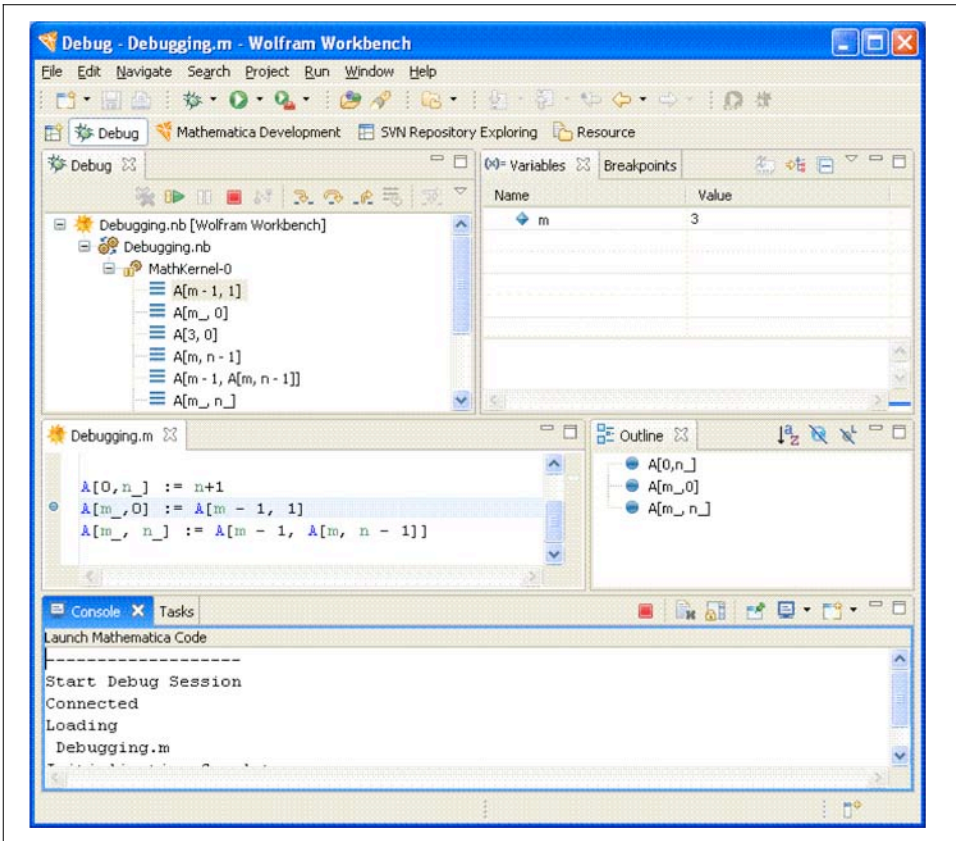 Debug - Debugging.m - Wolfram Workbench
File Edit Navigate Search Project Run Window Help
Debug Mathematica Development SVN Repository Exploring Resource
Debug
(x)= Variables Breakpoints
Name Value
m 3
Debugging.nb [Wolfram Workbench]
Debugging.nb
MathKernel-0
A[m - 1, 1]
A[m_, 0]
A[3, 0]
A[m, n - 1]
A[m - 1, A[m, n - 1]]
A[m_, n_]
Debugging.m
A[0,n_] := n+1
A[m_,0] := A[m - 1, 1]
A[m_, n_] := A[m - 1, A[m, n - 1]]
Outline
A[0,n_]
A[m_,0]
A[m_, n_]
Console Tasks
Launch Mathematica Code
-------------------
Start Debug Session
Connected
Loading
Debugging.m